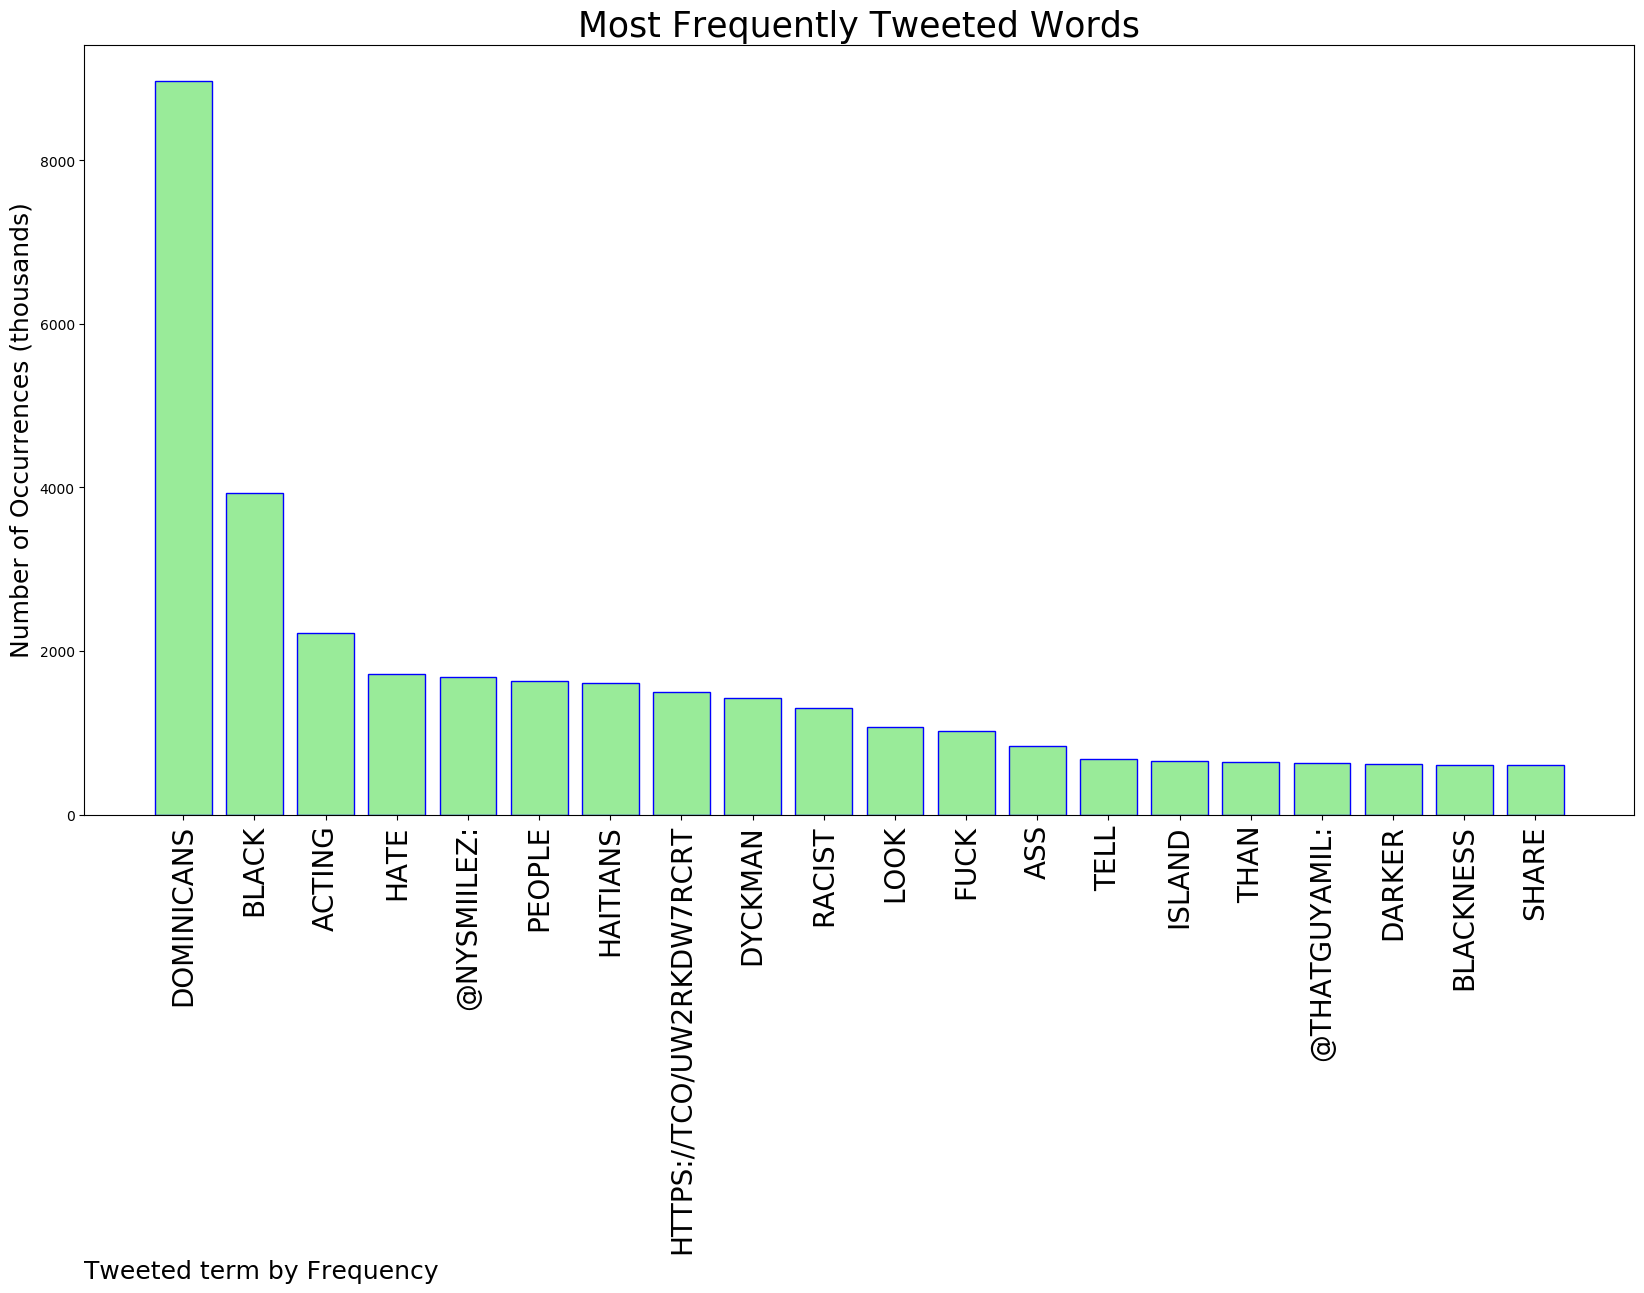 Most Frequently Tweeted Words
Number of Occurrences (thousands)
8000
6000
4000
2000
0
DOMINICANS
BLACK
ACTING
HATE
@NYSMIILEZ:
PEOPLE
HAITIANS
HTTPS://TCO/UW2RKDW7RCRT
DYCKMAN
RACIST
LOOK
FUCK
ASS
TELL
ISLAND
THAN
@THATGUYAMIL:
DARKER
BLACKNESS
SHARE
Tweeted term by Frequency